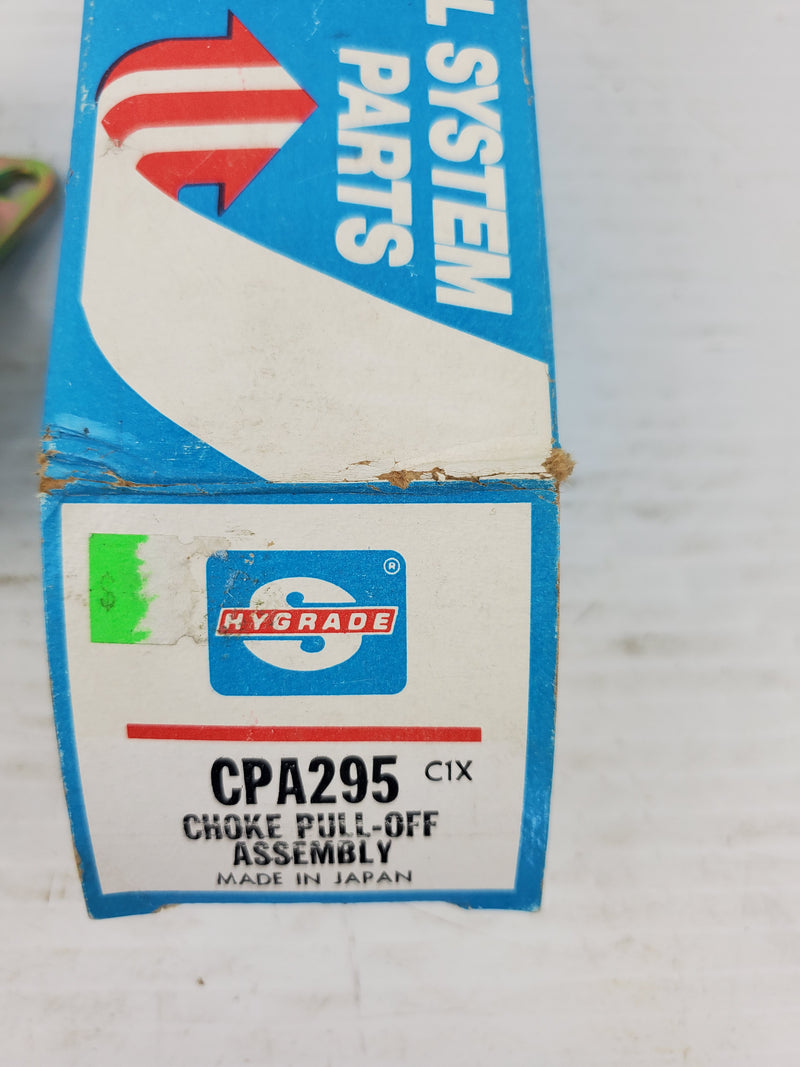 L SYSTEM
PARTS
$
S
®
HYGRADE
CPA295 C1X
CHOKE PULL-OFF
ASSEMBLY
MADE IN JAPAN